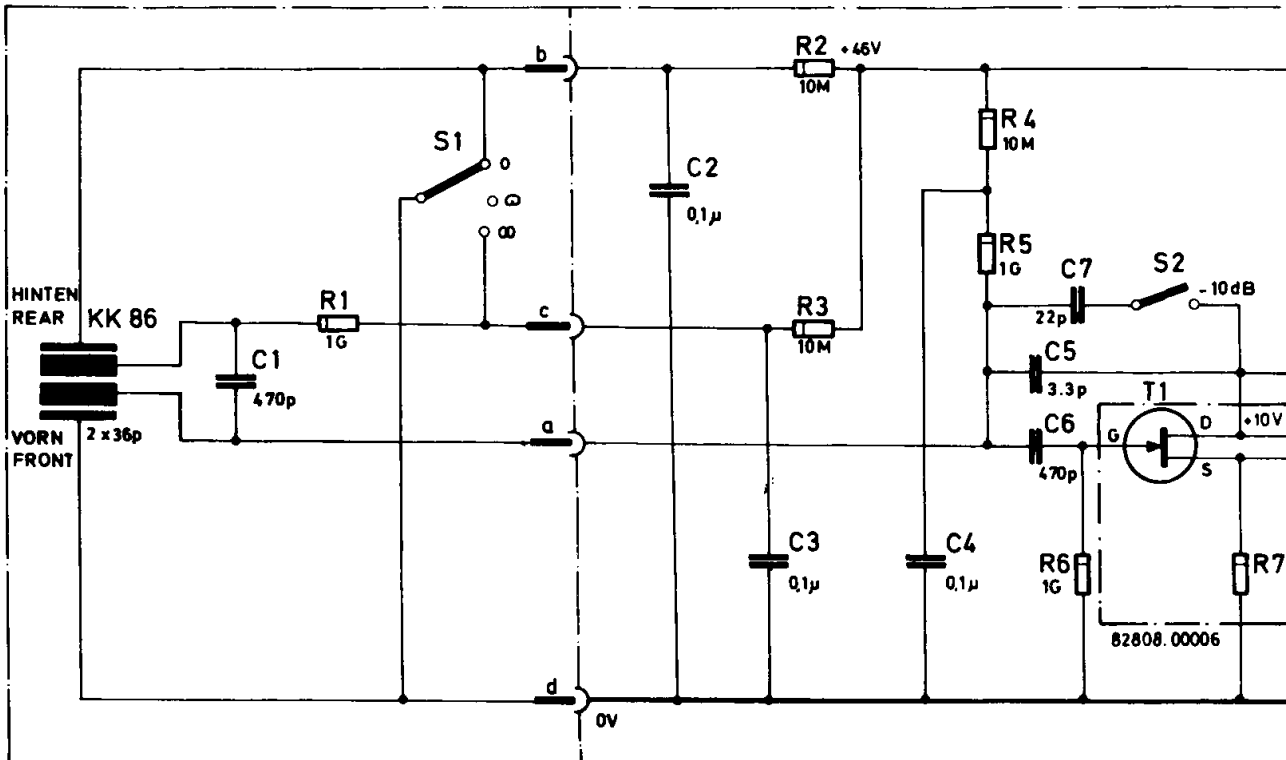 b
R2
+46V
10M
S1
O
R4
10M
C2
0,1µ
R5
1G
C7
S2
-10dB
22p
HINTEN
REAR
KK 86
R1
1G
c
R3
10M
C1
470p
C5
3.3p
T1
VORN
FRONT
2 x 36p
a
C6
470p
G
D
+10V
S
C3
0,1µ
C4
0,1µ
R6
1G
R7
82808.00006
d
0V